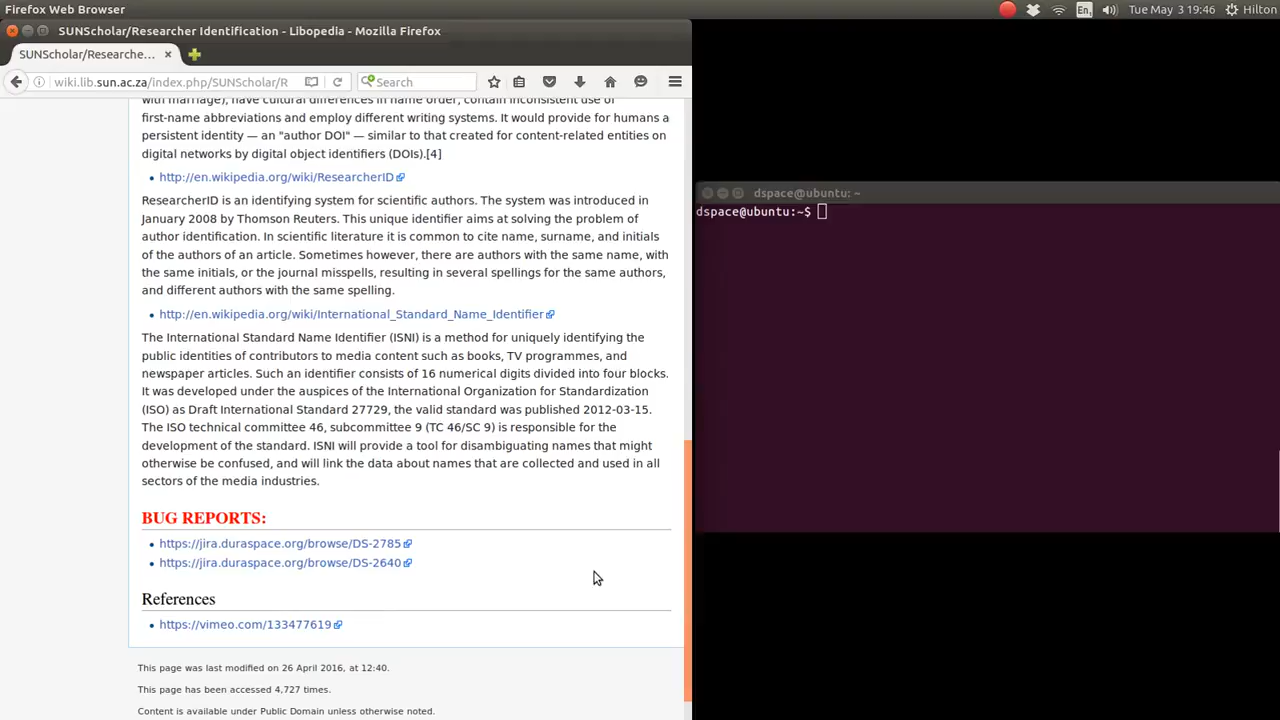 Firefox Web Browser
En
Tue May 3 19:46
Hilton
SUNScholar/Researcher Identification - Libopedia - Mozilla Firefox
SUNScholar/Researche...
wiki.lib.sun.ac.za/index.php/SUNScholar/R
Search
with marriage), have cultural differences in name order, contain inconsistent use of
first-name abbreviations and employ different writing systems. It would provide for humans a
persistent identity — an "author DOI" — similar to that created for content-related entities on
digital networks by digital object identifiers (DOIs).[4]
http://en.wikipedia.org/wiki/ResearcherID
ResearcherID is an identifying system for scientific authors. The system was introduced in
January 2008 by Thomson Reuters. This unique identifier aims at solving the problem of
author identification. In scientific literature it is common to cite name, surname, and initials
of the authors of an article. Sometimes however, there are authors with the same name, with
the same initials, or the journal misspells, resulting in several spellings for the same authors,
and different authors with the same spelling.
http://en.wikipedia.org/wiki/International_Standard_Name_Identifier
The International Standard Name Identifier (ISNI) is a method for uniquely identifying the
public identities of contributors to media content such as books, TV programmes, and
newspaper articles. Such an identifier consists of 16 numerical digits divided into four blocks.
It was developed under the auspices of the International Organization for Standardization
(ISO) as Draft International Standard 27729, the valid standard was published 2012-03-15.
The ISO technical committee 46, subcommittee 9 (TC 46/SC 9) is responsible for the
development of the standard. ISNI will provide a tool for disambiguating names that might
otherwise be confused, and will link the data about names that are collected and used in all
sectors of the media industries.
BUG REPORTS:
https://jira.duraspace.org/browse/DS-2785
https://jira.duraspace.org/browse/DS-2640
References
https://vimeo.com/133477619
This page was last modified on 26 April 2016, at 12:40.
This page has been accessed 4,727 times.
Content is available under Public Domain unless otherwise noted.
dspace@ubuntu: ~
dspace@ubuntu:~$